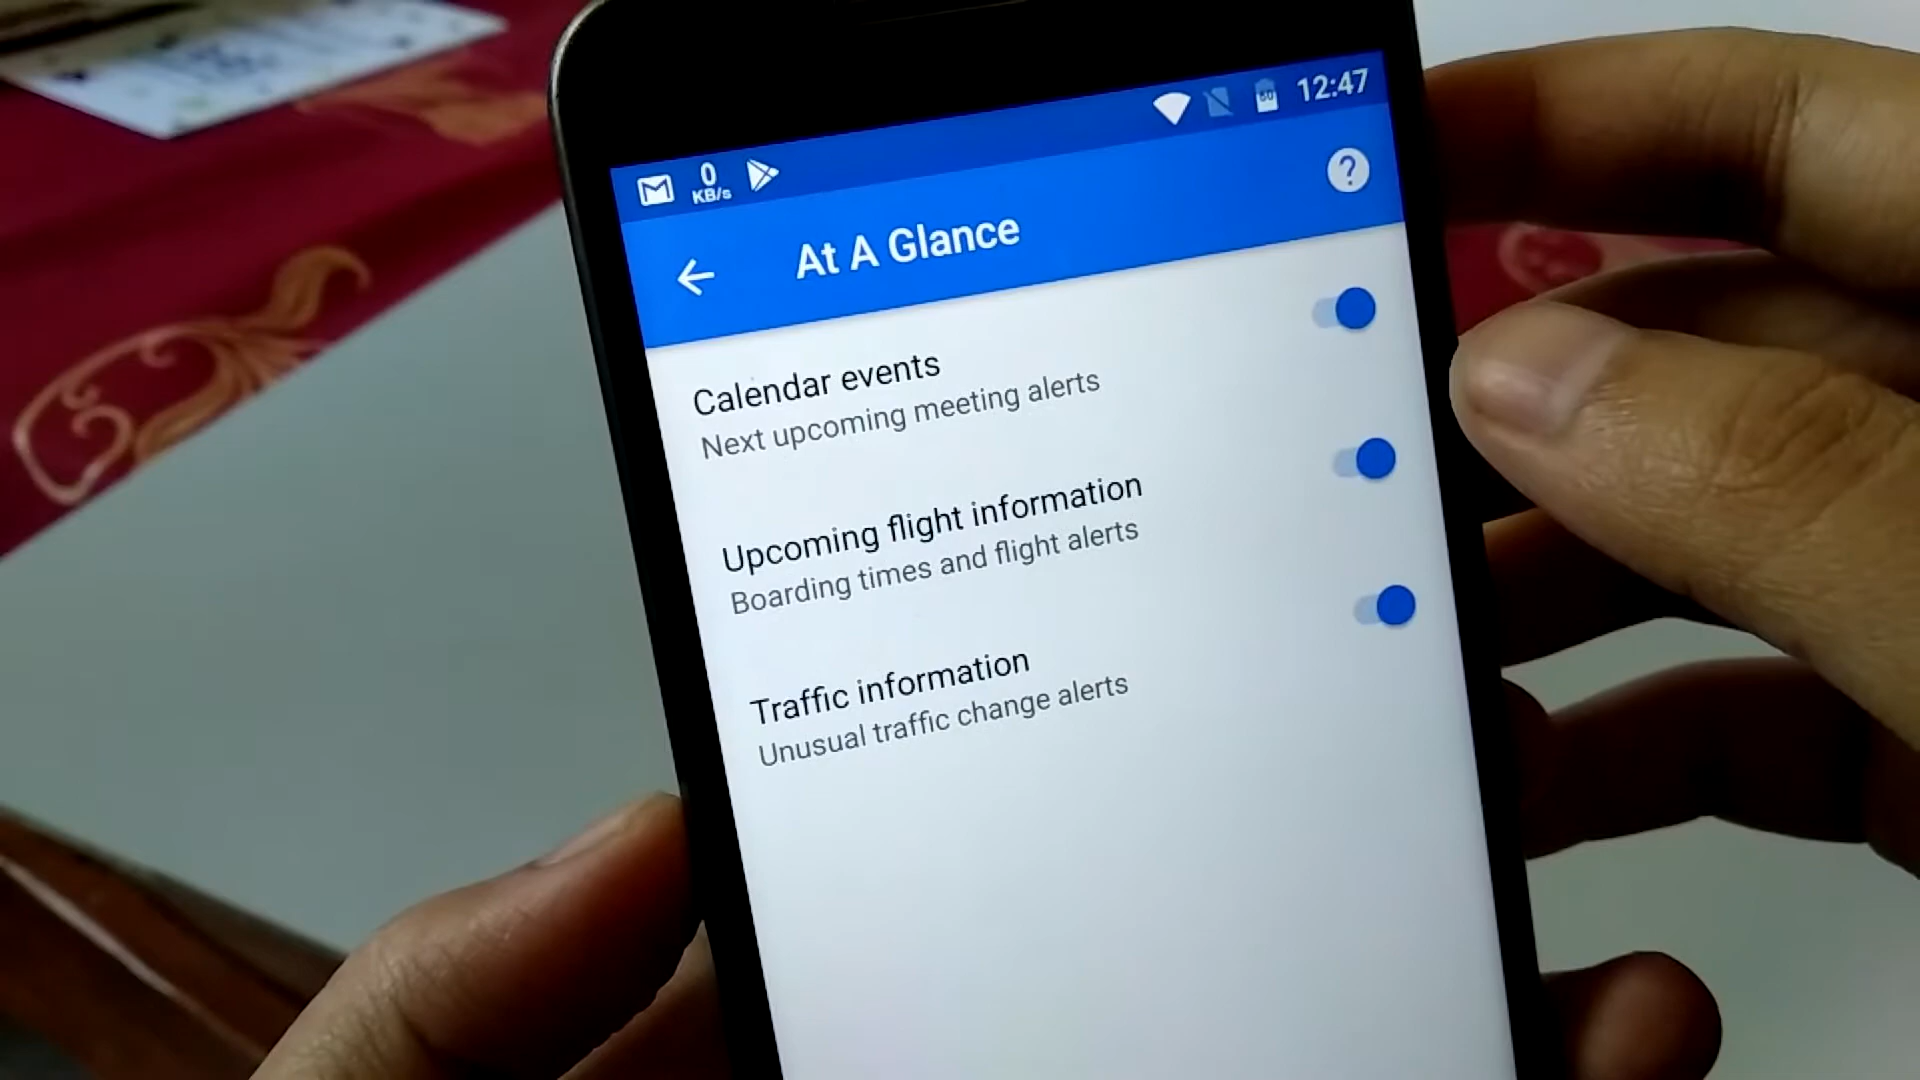 0
KB/s
60
12:47
At A Glance
?
Calendar events
Next upcoming meeting alerts
Upcoming flight information
Boarding times and flight alerts
Traffic information
Unusual traffic change alerts